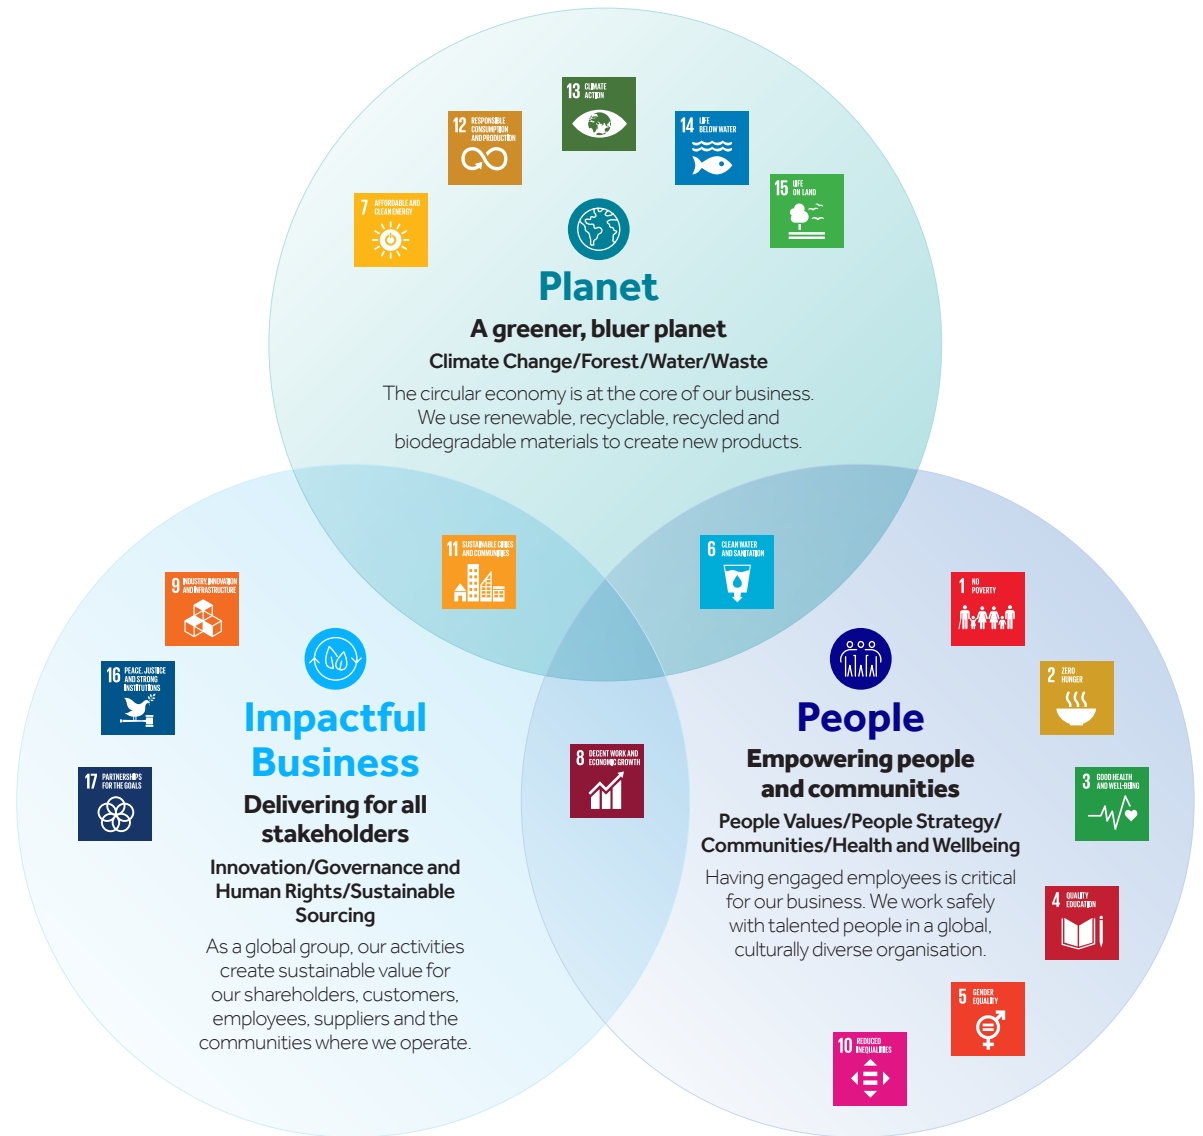 13 CLIMATE
ACTION
12 RESPONSIBLE
CONSUMPTION
AND PRODUCTION
14 LIFE
BELOW WATER
15 LIFE
ON LAND
7 AFFORDABLE AND
CLEAN ENERGY
Planet
A greener, bluer planet
Climate Change/Forest/Water/Waste
The circular economy is at the core of our business.
We use renewable, recyclable, recycled and
biodegradable materials to create new products.
11 SUSTAINABLE CITIES
AND COMMUNITIES
6 CLEAN WATER
AND SANITATION
9 INDUSTRY, INNOVATION
AND INFRASTRUCTURE
16 PEACE, JUSTICE
AND STRONG
INSTITUTIONS
17 PARTNERSHIPS
FOR THE GOALS
Impactful
Business
Delivering for all
stakeholders
Innovation/Governance and
Human Rights/Sustainable
Sourcing
As a global group, our activities
create sustainable value for
our shareholders, customers,
employees, suppliers and the
communities where we operate.
8 DECENT WORK AND
ECONOMIC GROWTH
People
Empowering people
and communities
People Values/People Strategy/
Communities/Health and Wellbeing
Having engaged employees is critical
for our business. We work safely
with talented people in a global,
culturally diverse organisation.
1 NO
POVERTY
2 ZERO
HUNGER
3 GOOD HEALTH
AND WELL-BEING
4 QUALITY
EDUCATION
5 GENDER
EQUALITY
10 REDUCED
INEQUALITIES